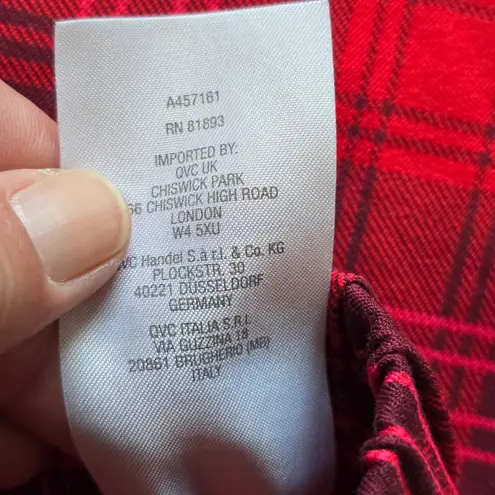 A457161
RN 81893
IMPORTED BY:
QVC UK
CHISWICK PARK
66 CHISWICK HIGH ROAD
LONDON
W4 5XU
QVC Handel S.à r.l. & Co. KG
PLOCKSTR. 30
40221 DUSSELDORF
GERMANY
QVC ITALIA S.R.L
VIA GUZZINA 18
20861 BRUGHERIO (MB)
ITALY